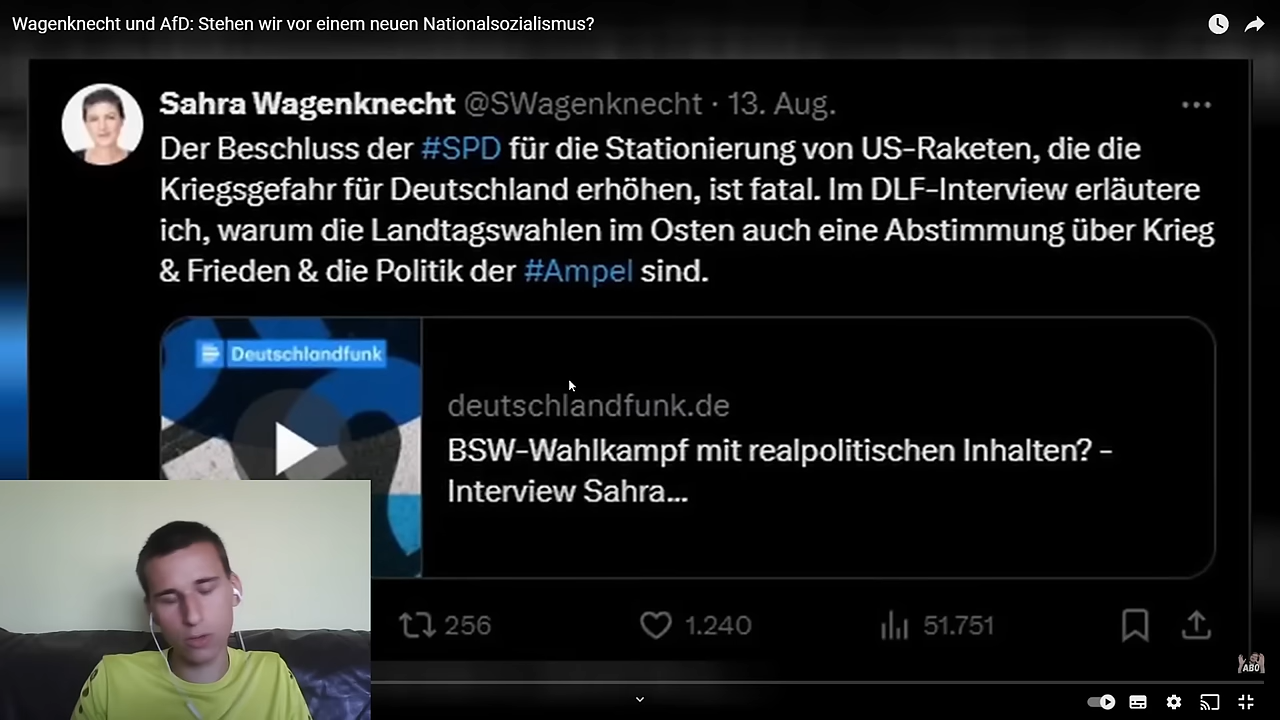 Wagenknecht und AfD: Stehen wir vor einem neuen Nationalsozialismus?
Sahra Wagenknecht @SWagenknecht · 13. Aug.
Der Beschluss der #SPD für die Stationierung von US-Raketen, die die
Kriegsgefahr für Deutschland erhöhen, ist fatal. Im DLF-Interview erläutere
ich, warum die Landtagswahlen im Osten auch eine Abstimmung über Krieg
& Frieden & die Politik der #Ampel sind.
Deutschlandfunk
deutschlandfunk.de
BSW-Wahlkampf mit realpolitischen Inhalten? -
Interview Sahra...
256 1.240 51.751
ABO